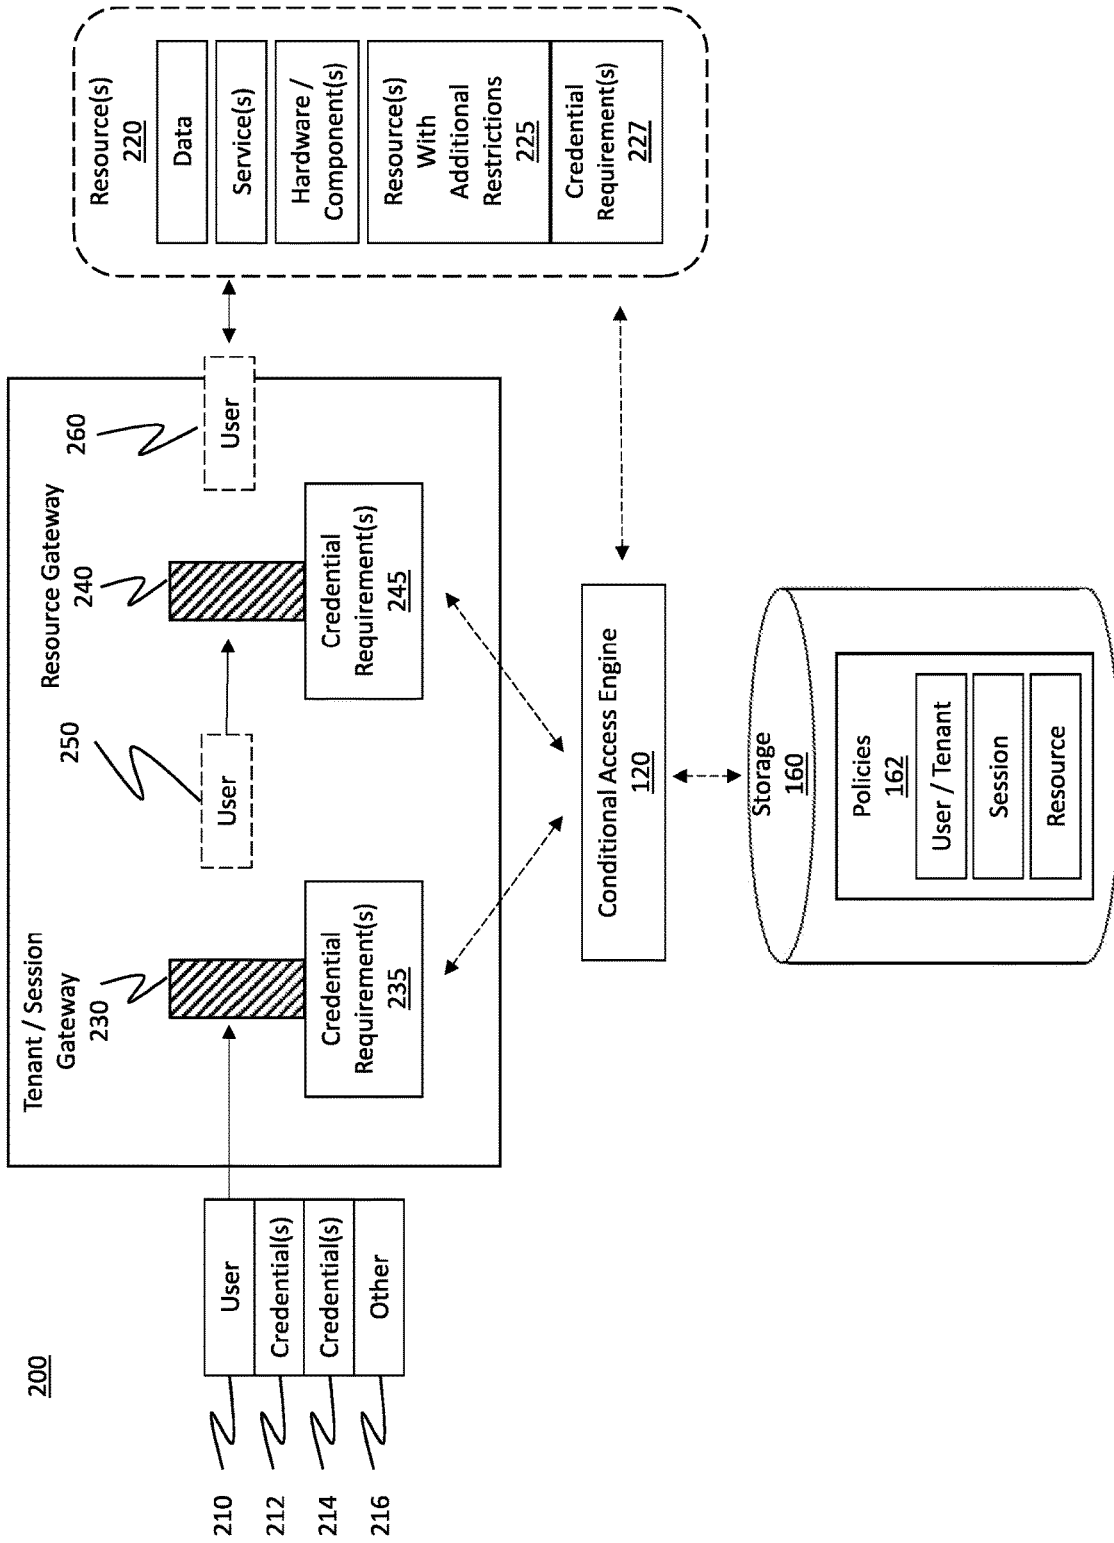 200
210
212
214
216
User
Credential(s)
Credential(s)
Other
Tenant / Session
Gateway
230
Credential
Requirement(s)
235
250
User
Resource Gateway
240
Credential
Requirement(s)
245
260
User
Resource(s)
220
Data
Service(s)
Hardware /
Component(s)
Resource(s)
With
Additional
Restrictions
225
Credential
Requirement(s)
227
Conditional Access Engine
120
Storage
160
Policies
162
User / Tenant
Session
Resource